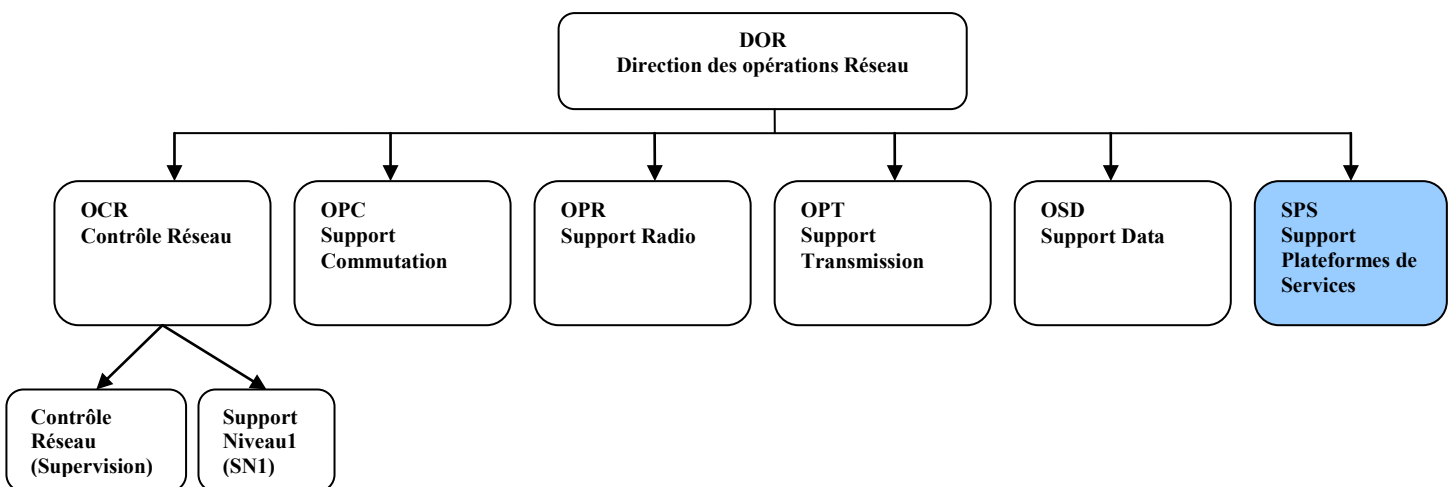 DOR
Direction des opérations Réseau
OCR
Contrôle Réseau
OPC
Support
Commutation
OPR
Support Radio
OPT
Support
Transmission
OSD
Support Data
SPS
Support
Plateformes de
Services
Contrôle
Réseau
(Supervision)
Support
Niveau1
(SN1)